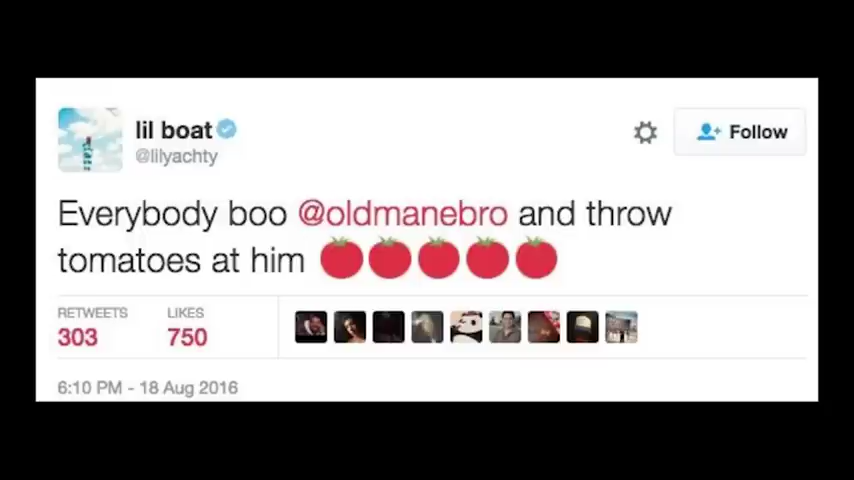 lil boat
@lilyachty
Follow
Everybody boo @oldmanebro and throw
tomatoes at him 🍅🍅🍅🍅🍅
RETWEETS LIKES
303 750
6:10 PM - 18 Aug 2016